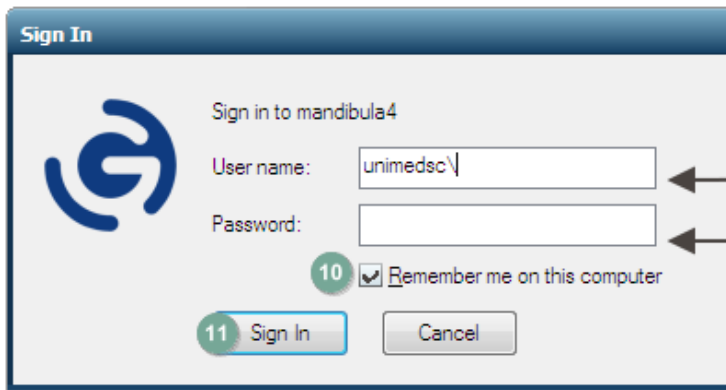 Sign In
Sign in to mandibula4
User name: unimedsc\
Password:
10 Remember me on this computer
11 Sign In Cancel